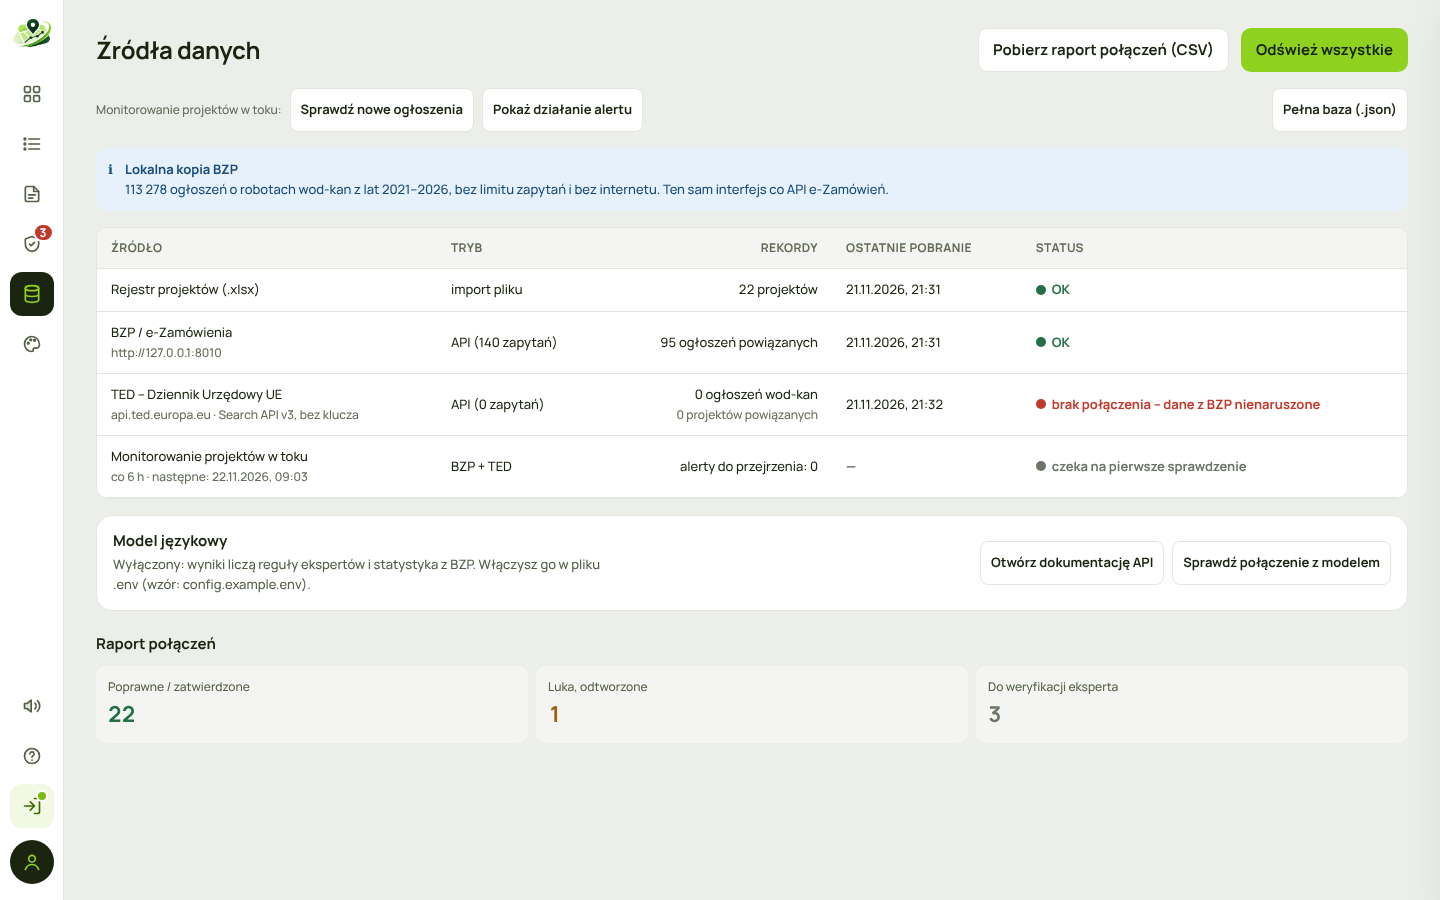 Źródła danych
Pobierz raport połączeń (CSV)
Odśwież wszystkie
Monitorowanie projektów w toku:
Sprawdź nowe ogłoszenia
Pokaż działanie alertu
Pełna baza (.json)
i Lokalna kopia BZP
113 278 ogłoszeń o robotach wod-kan z lat 2021–2026, bez limitu zapytań i bez internetu. Ten sam interfejs co API e-Zamówień.
3
ŹRÓDŁO TRYB REKORDY OSTATNIE POBRANIE STATUS
Rejestr projektów (.xlsx) import pliku 22 projektów 21.11.2026, 21:31 OK
BZP / e-Zamówienia
http://127.0.0.1:8010
API (140 zapytań) 95 ogłoszeń powiązanych 21.11.2026, 21:31 OK
TED – Dziennik Urzędowy UE
api.ted.europa.eu · Search API v3, bez klucza
API (0 zapytań)
0 ogłoszeń wod-kan
0 projektów powiązanych
21.11.2026, 21:32 brak połączenia – dane z BZP nienaruszone
Monitorowanie projektów w toku
co 6 h · następne: 22.11.2026, 09:03
BZP + TED alerty do przejrzenia: 0 — czeka na pierwsze sprawdzenie
Model językowy
Wyłączony: wyniki liczą reguły ekspertów i statystyka z BZP. Włączysz go w pliku
.env (wzór: config.example.env).
Otwórz dokumentację API
Sprawdź połączenie z modelem
Raport połączeń
Poprawne / zatwierdzone
22
Luka, odtworzone
1
Do weryfikacji eksperta
3